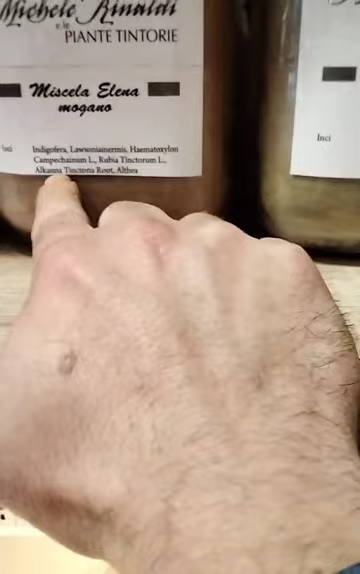 Michele Rinaldi
e le
PIANTE TINTORIE
Miscela Elena
mogano
Inci Indigofera, Lawsoniainermis, Haematoxylon
Campechainum L., Rubia Tinctorum L.,
Alkanna Tinctoria Root, Althea
Inci